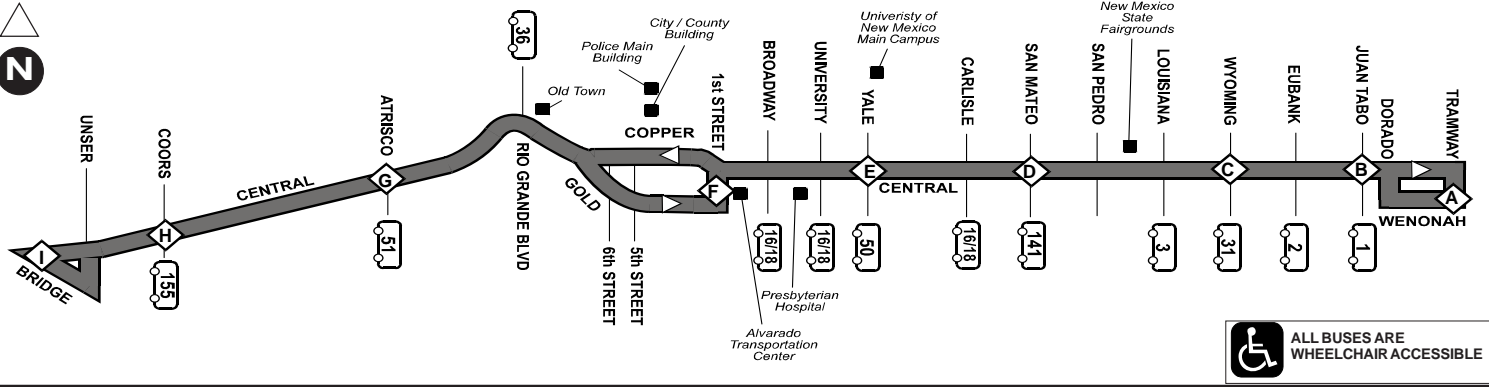 N
UNSER
COORS
ATRISCO
36
Old Town
Police Main
Building
City / County
Building
1st STREET
BROADWAY
UNIVERSITY
Univeristy of
New Mexico
Main Campus
YALE
CARLISLE
SAN MATEO
SAN PEDRO
New Mexico
State
Fairgrounds
LOUISIANA
WYOMING
EUBANK
JUAN TABO
DORADO
TRAMWAY
COPPER
CENTRAL
GOLD
RIO GRANDE BLVD
6th STREET
5th STREET
CENTRAL
WENONAH
BRIDGE
I
H
G
F
E
D
C
B
A
155
51
16/18
16/18
50
16/18
141
3
31
2
1
Presbyterian
Hospital
Alvarado
Transportation
Center
ALL BUSES ARE
WHEELCHAIR ACCESSIBLE